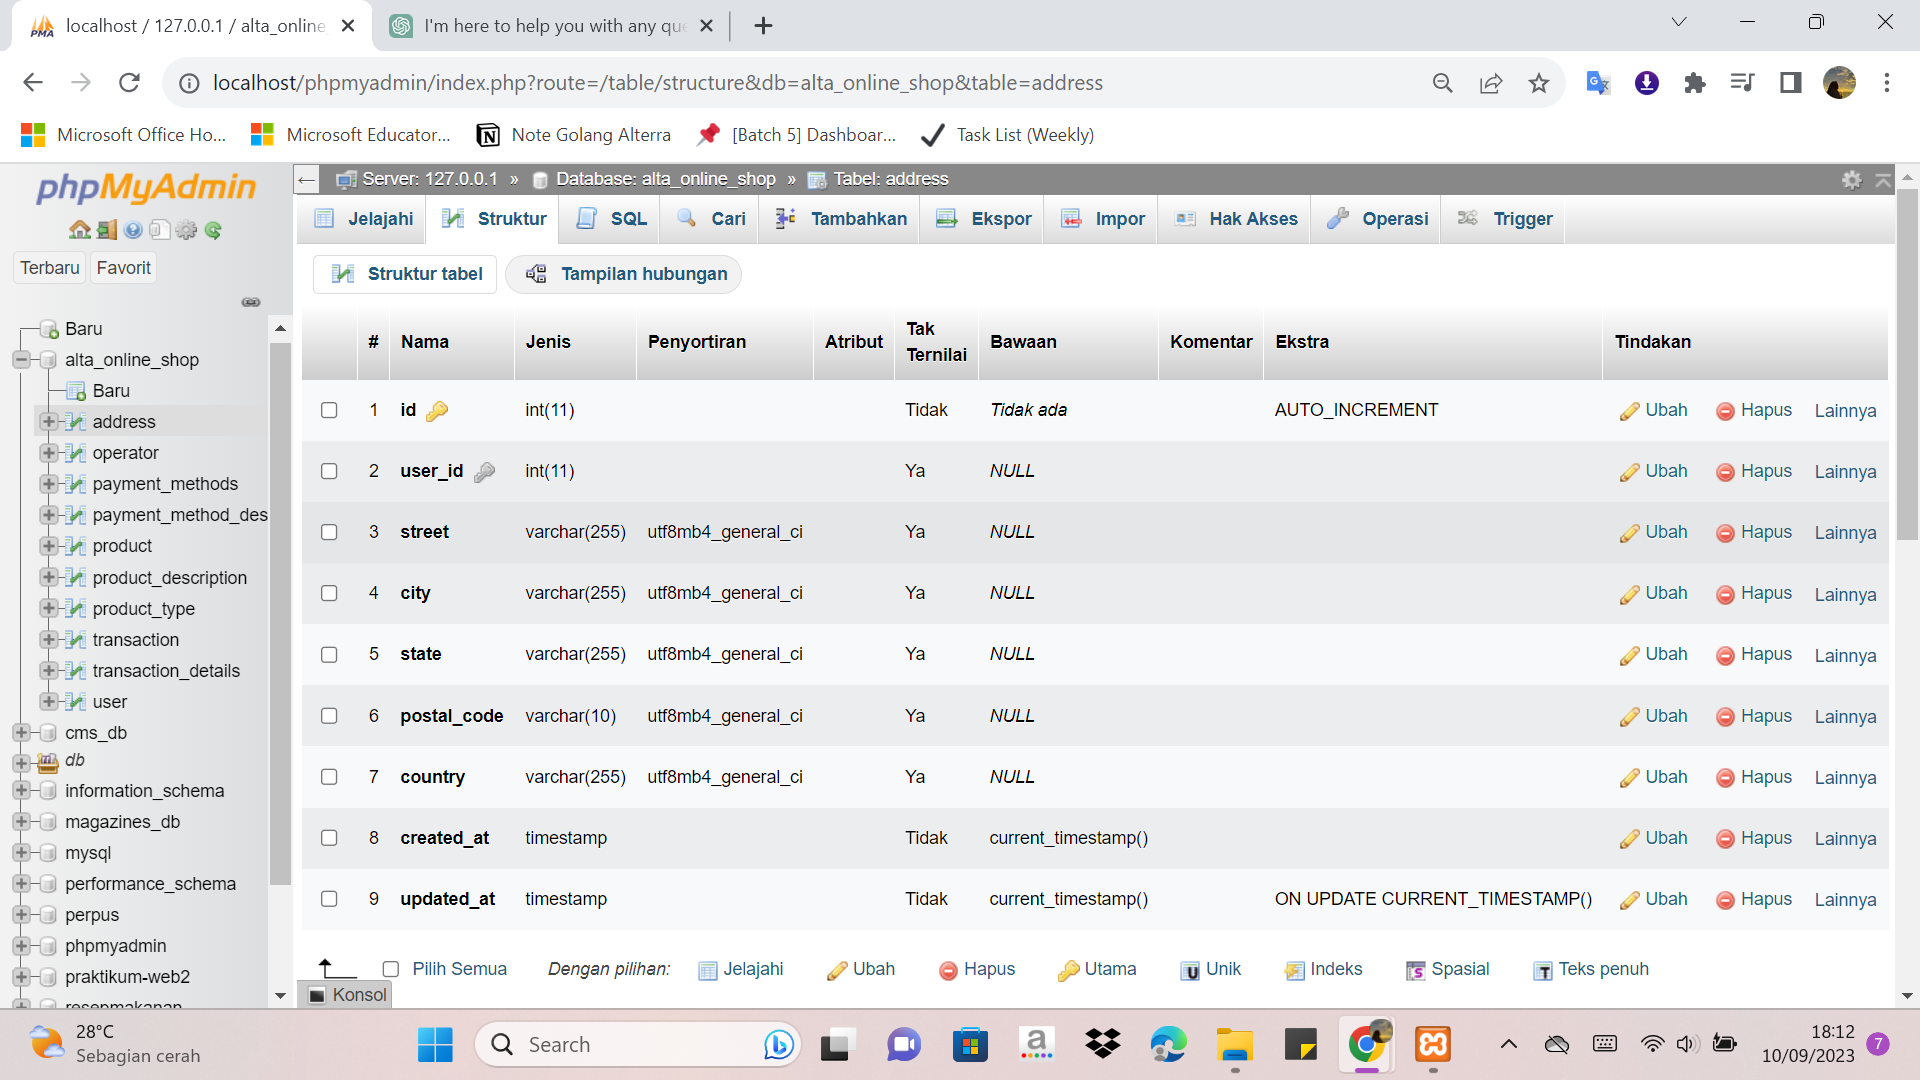 localhost / 127.0.0.1 / alta_online
I'm here to help you with any que
localhost/phpmyadmin/index.php?route=/table/structure&db=alta_online_shop&table=address
Microsoft Office Ho...
Microsoft Educator...
Note Golang Alterra
[Batch 5] Dashboar...
Task List (Weekly)
phpMyAdmin
Terbaru
Favorit
Baru
alta_online_shop
Baru
address
operator
payment_methods
payment_method_des
product
product_description
product_type
transaction
transaction_details
user
cms_db
db
information_schema
magazines_db
mysql
performance_schema
perpus
phpmyadmin
praktikum-web2
resepmakanan
Server: 127.0.0.1 » Database: alta_online_shop » Tabel: address
Jelajahi Struktur SQL Cari Tambahkan Ekspor Impor Hak Akses Operasi Trigger
Struktur tabel Tampilan hubungan
# Nama Jenis Penyortiran Atribut Tak Ternilai Bawaan Komentar Ekstra Tindakan
1 id int(11) Tidak Tidak ada AUTO_INCREMENT Ubah Hapus Lainnya
2 user_id int(11) Ya NULL Ubah Hapus Lainnya
3 street varchar(255) utf8mb4_general_ci Ya NULL Ubah Hapus Lainnya
4 city varchar(255) utf8mb4_general_ci Ya NULL Ubah Hapus Lainnya
5 state varchar(255) utf8mb4_general_ci Ya NULL Ubah Hapus Lainnya
6 postal_code varchar(10) utf8mb4_general_ci Ya NULL Ubah Hapus Lainnya
7 country varchar(255) utf8mb4_general_ci Ya NULL Ubah Hapus Lainnya
8 created_at timestamp Tidak current_timestamp() Ubah Hapus Lainnya
9 updated_at timestamp Tidak current_timestamp() ON UPDATE CURRENT_TIMESTAMP() Ubah Hapus Lainnya
Pilih Semua Dengan pilihan: Jelajahi Ubah Hapus Utama Unik Indeks Spasial Teks penuh
Konsol
28°C
Sebagian cerah
Search
18:12
10/09/2023
7